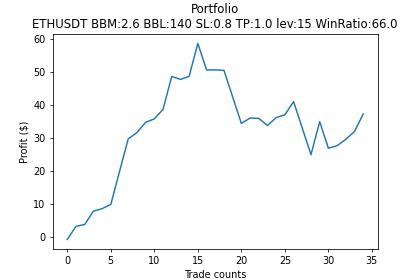 Portfolio
ETHUSDT BBM:2.6 BBL:140 SL:0.8 TP:1.0 lev:15 WinRatio:66.0
60
50
40
30
20
10
0
Profit ($)
0 5 10 15 20 25 30 35
Trade counts